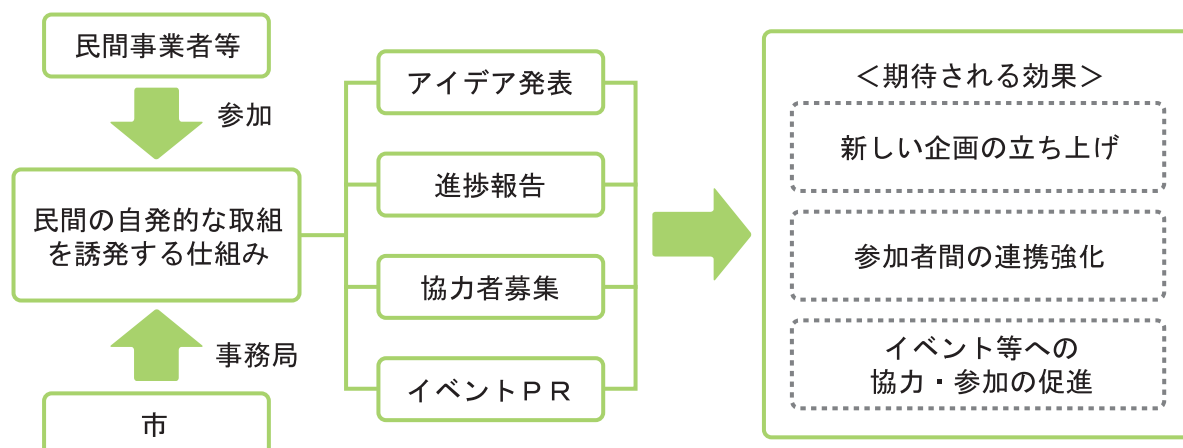 民間事業者等
参加
民間の自発的な取組
を誘発する仕組み
事務局
市
アイデア発表
進捗報告
協力者募集
イベントＰＲ
＜期待される効果＞
新しい企画の立ち上げ
参加者間の連携強化
イベント等への
協力・参加の促進